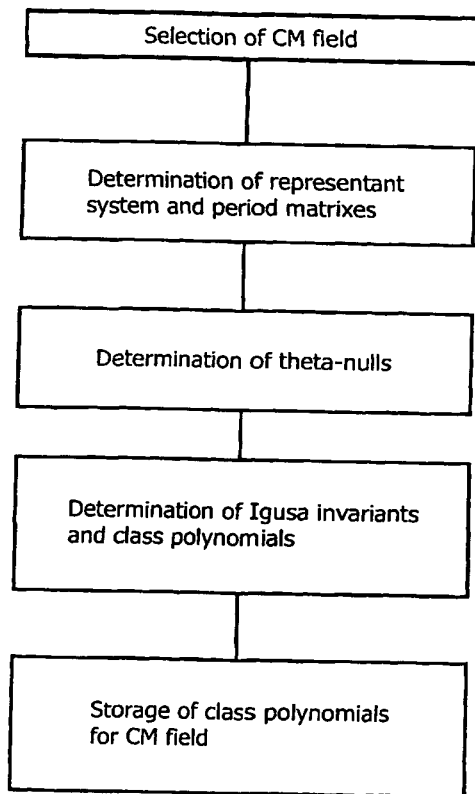 Selection of CM field
Determination of representant
system and period matrixes
Determination of theta-nulls
Determination of Igusa invariants
and class polynomials
Storage of class polynomials
for CM field